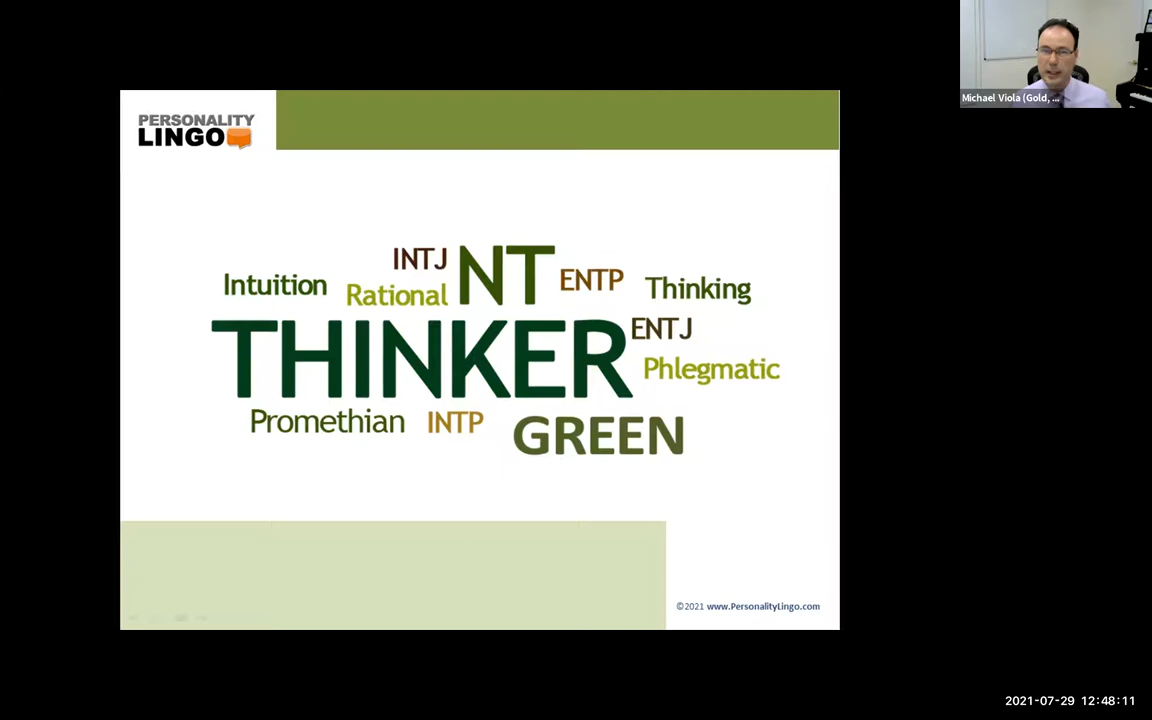 PERSONALITY
LINGO
Michael Viola (Gold, ...
INTJ NT ENTP
Intuition Rational Thinking
THINKER ENTJ
Phlegmatic
Promethian INTP GREEN
©2021 www.PersonalityLingo.com
2021-07-29 12:48:11